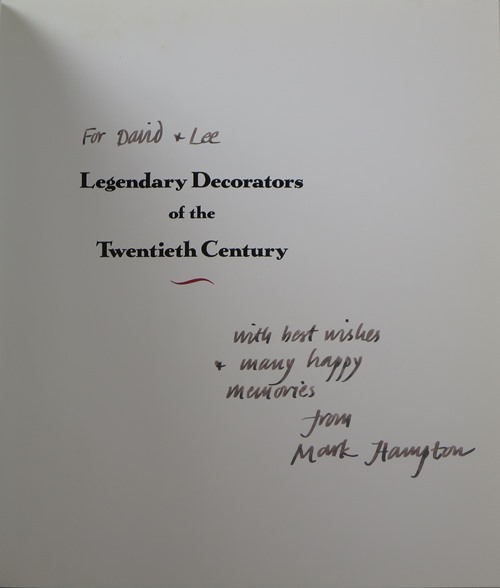 For David + Lee
Legendary Decorators
of the
Twentieth Century
with best wishes
+ many happy
memories
from
Mark Hampton